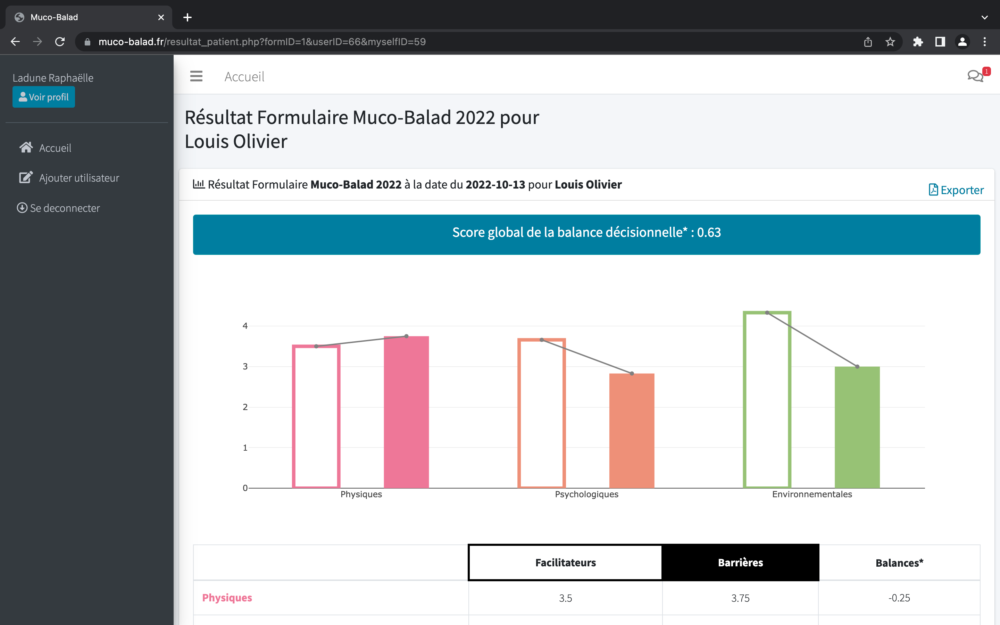 Muco-Balad
muco-balad.fr/resultat_patient.php?formID=1&userID=66&myselfID=59
Ladune Raphaëlle
Voir profil
Accueil
Ajouter utilisateur
Se deconnecter
Accueil
1
Résultat Formulaire Muco-Balad 2022 pour
Louis Olivier
Résultat Formulaire Muco-Balad 2022 à la date du 2022-10-13 pour Louis Olivier
Exporter
Score global de la balance décisionnelle* : 0.63
4
3
2
1
0
Physiques Psychologiques Environnementales
Facilitateurs Barrières Balances*
Physiques 3.5 3.75 -0.25